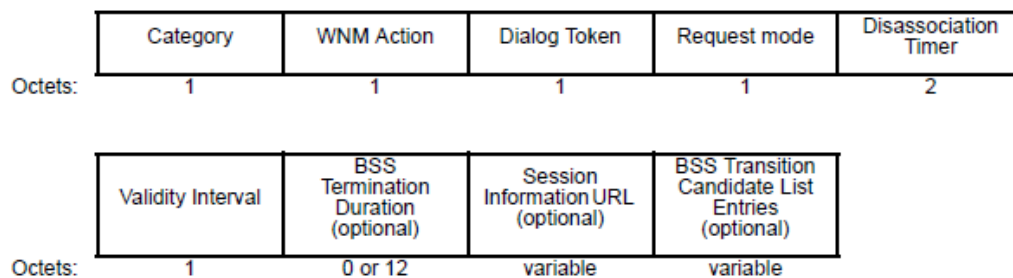 Category WNM Action Dialog Token Request mode Disassociation
Timer
Octets: 1 1 1 1 2
Validity Interval BSS
Termination
Duration
(optional) Session
Information URL
(optional) BSS Transition
Candidate List
Entries
(optional)
Octets: 1 0 or 12 variable variable